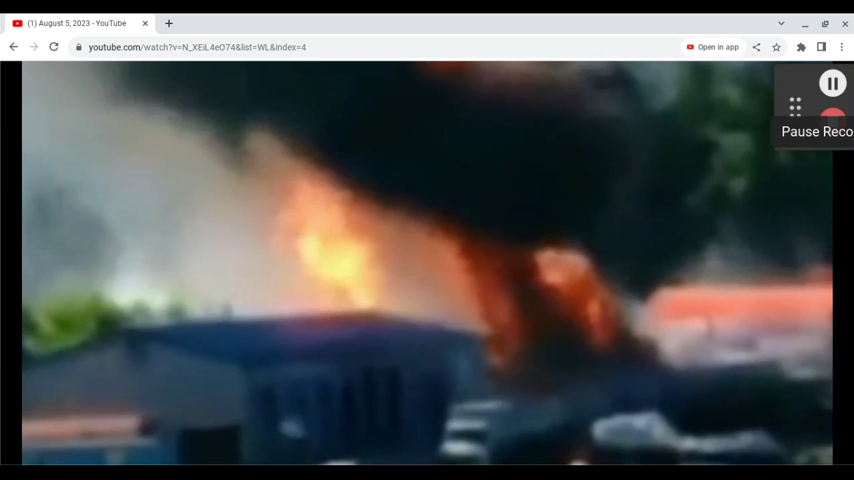 (1) August 5, 2023 - YouTube
youtube.com/watch?v=N_XEiL4eO74&list=WL&index=4
Open in app
Pause Reco